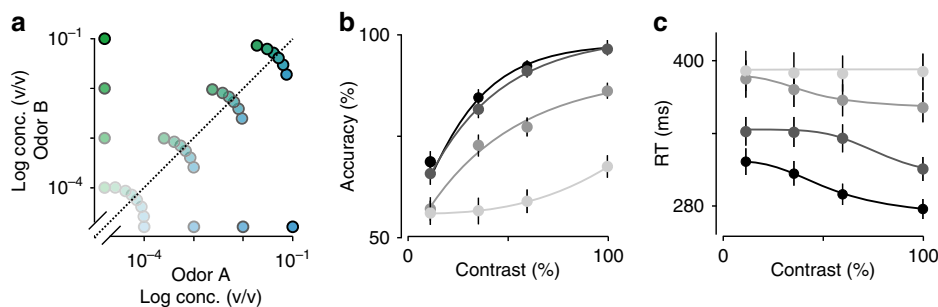 a
10⁻¹
10⁻⁴
Log conc. (v/v)
Odor B
10⁻⁴
10⁻¹
Odor A
Log conc. (v/v)
b
100
50
Accuracy (%)
0
100
Contrast (%)
c
400
280
RT (ms)
0
100
Contrast (%)